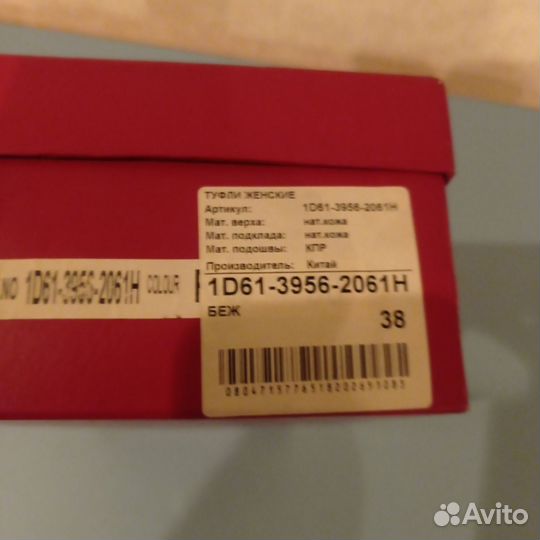 ТУФЛИ ЖЕНСКИЕ
Артикул: 1D61-3956-2061H
Мат. верха: нат.кожа
Мат. подклада: нат.кожа
Мат. подошвы: КПР
Производитель: Китай
1D61-3956-2061H
БЕЖ
38
.NO 1D61-3956-2061H COLOUR
Avito